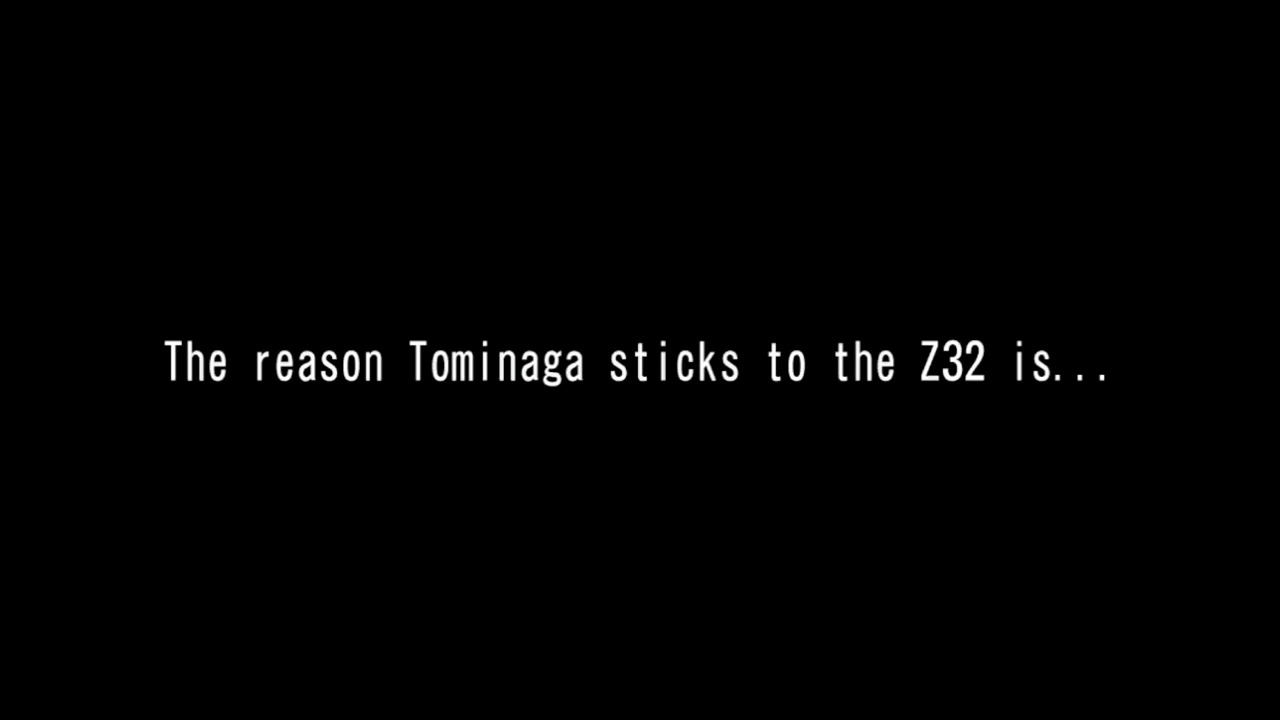 The reason Tominaga sticks to the Z32 is...